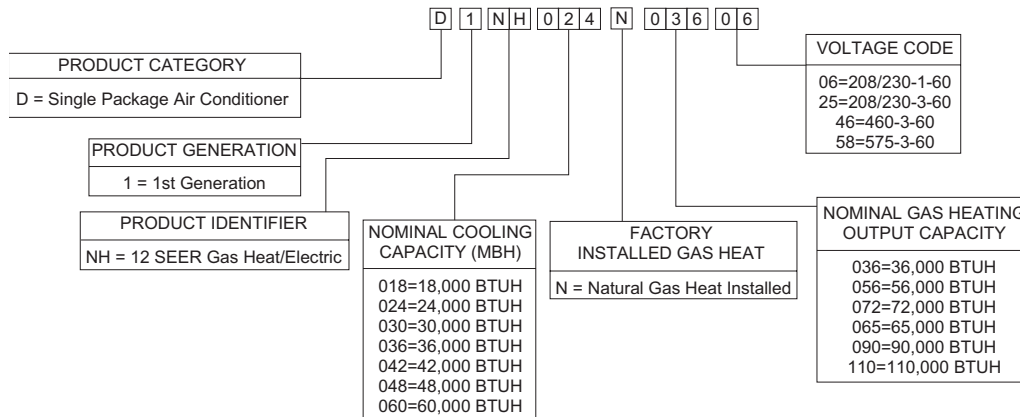 D 1 N H 0 2 4 N 0 3 6 0 6
PRODUCT CATEGORY
D = Single Package Air Conditioner
PRODUCT GENERATION
1 = 1st Generation
PRODUCT IDENTIFIER
NH = 12 SEER Gas Heat/Electric
NOMINAL COOLING
CAPACITY (MBH)
018=18,000 BTUH
024=24,000 BTUH
030=30,000 BTUH
036=36,000 BTUH
042=42,000 BTUH
048=48,000 BTUH
060=60,000 BTUH
FACTORY
INSTALLED GAS HEAT
N = Natural Gas Heat Installed
VOLTAGE CODE
06=208/230-1-60
25=208/230-3-60
46=460-3-60
58=575-3-60
NOMINAL GAS HEATING
OUTPUT CAPACITY
036=36,000 BTUH
056=56,000 BTUH
072=72,000 BTUH
065=65,000 BTUH
090=90,000 BTUH
110=110,000 BTUH